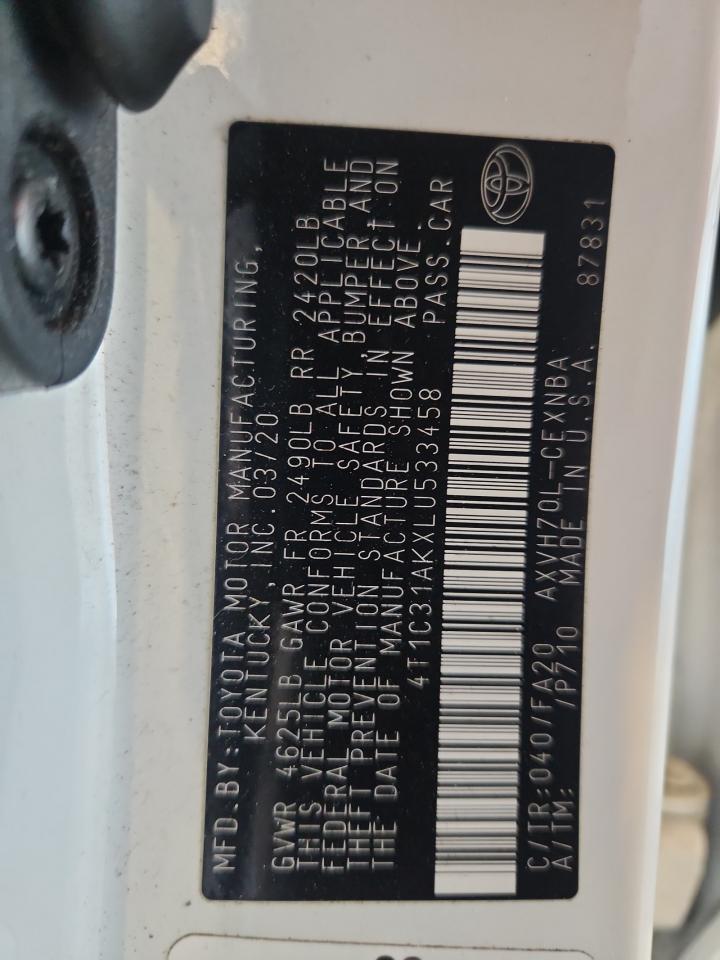 MFD.BY:TOYOTA MOTOR MANUFACTURING,
KENTUCKY,INC.03/20
GVWR 4625LB GAWR FR 2490LB RR 2420LB
THIS VEHICLE CONFORMS TO ALL APPLICABLE
FEDERAL MOTOR VEHICLE SAFETY,BUMPER,AND
THEFT PREVENTION STANDARDS IN EFFECT ON
THE DATE OF MANUFACTURE SHOWN ABOVE.
4T1C31AKXLU533458 PASS.CAR
C/TR:040/FA20 AXVH70L-CEXNBA
A/TM: /P710 MADE IN U.S.A. 87831